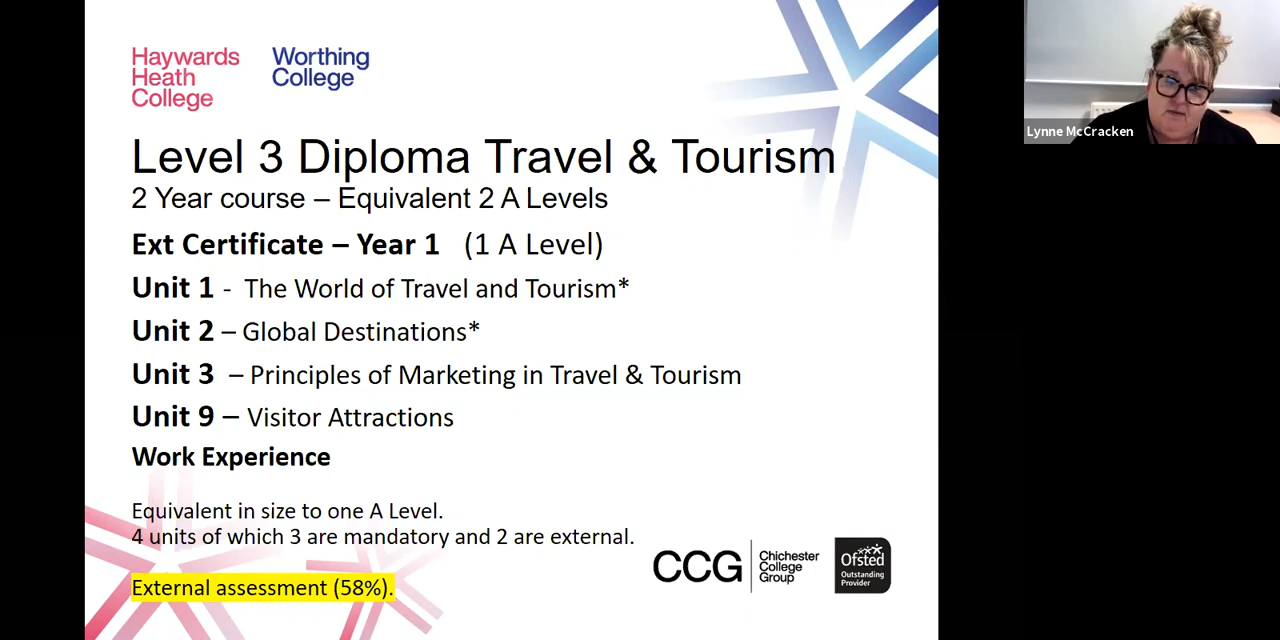 Haywards
Heath
College
Worthing
College
Level 3 Diploma Travel & Tourism
2 Year course – Equivalent 2 A Levels
Ext Certificate – Year 1 (1 A Level)
Unit 1 - The World of Travel and Tourism*
Unit 2 – Global Destinations*
Unit 3 – Principles of Marketing in Travel & Tourism
Unit 9 – Visitor Attractions
Work Experience
Equivalent in size to one A Level.
4 units of which 3 are mandatory and 2 are external.
External assessment (58%).
CCG
Chichester
College
Group
Ofsted
Outstanding
Provider
Lynne McCracken